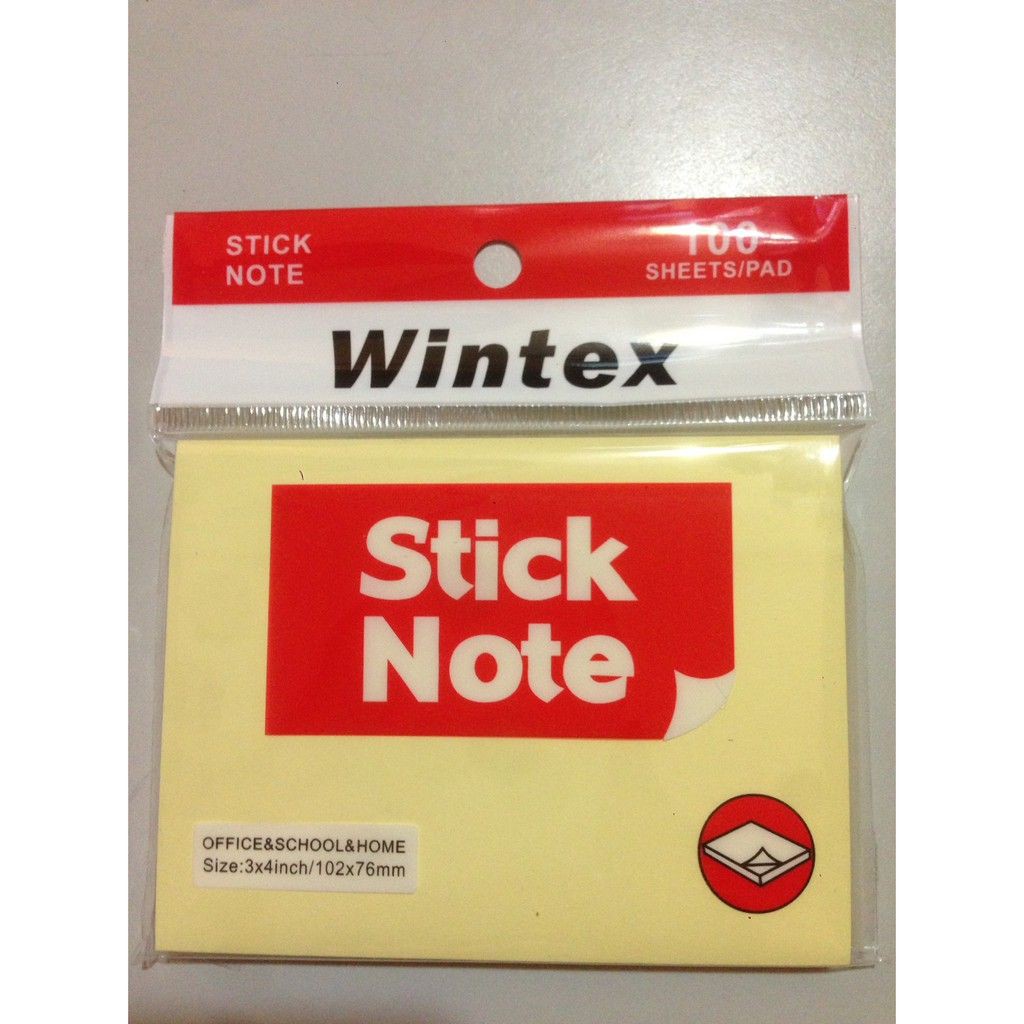 STICK
NOTE
100
SHEETS/PAD
Wintex
Stick
Note
OFFICE&SCHOOL&HOME
Size:3x4inch/102x76mm